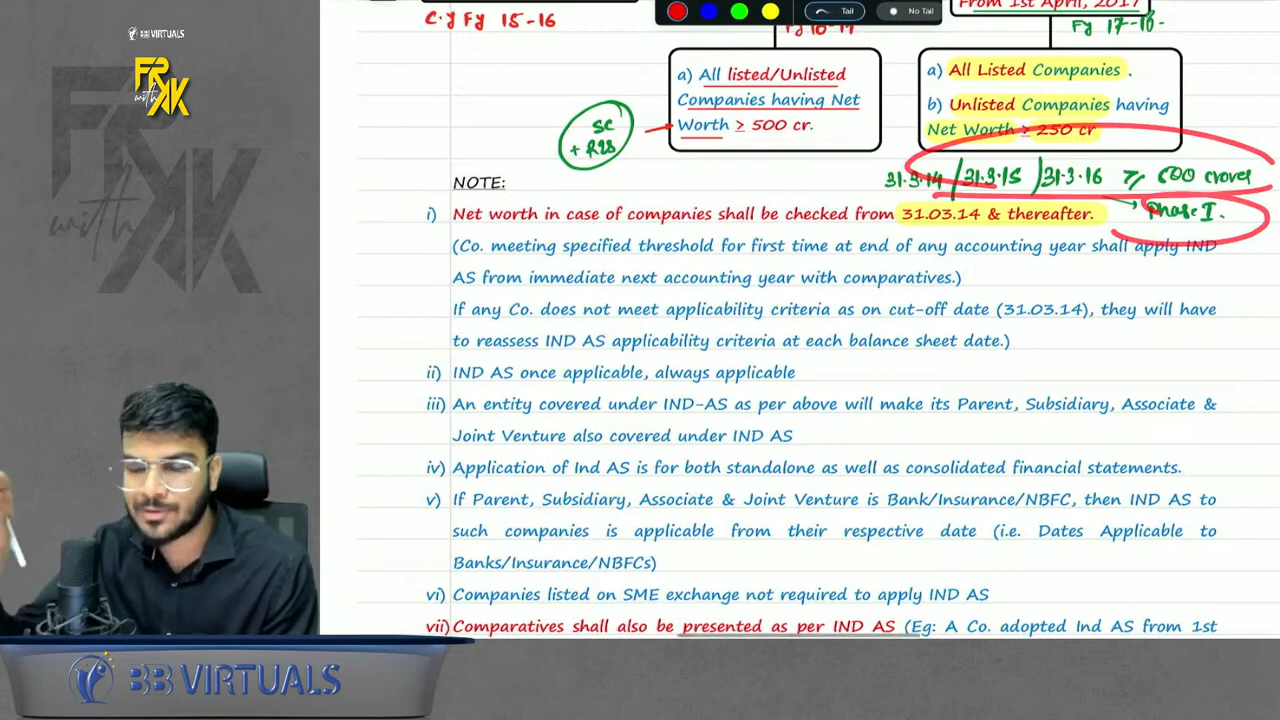 BB VIRTUALS
FR
with
AK
C.y Fy 15-16
Tail
No Tail
From 1st April, 2017
Fy 17-18
a) All listed/Unlisted
Companies having Net
Worth ≥ 500 cr.
SC
+ R2S
a) All Listed Companies .
b) Unlisted Companies having
Net Worth ≥ 250 cr
31.3.14 / 31.3.15 / 31.3.16 ≥ 500 crores
→ Phase I.
NOTE:
i) Net worth in case of companies shall be checked from 31.03.14 & thereafter.
(Co. meeting specified threshold for first time at end of any accounting year shall apply IND
AS from immediate next accounting year with comparatives.)
If any Co. does not meet applicability criteria as on cut-off date (31.03.14), they will have
to reassess IND AS applicability criteria at each balance sheet date.)
ii) IND AS once applicable, always applicable
iii) An entity covered under IND-AS as per above will make its Parent, Subsidiary, Associate &
Joint Venture also covered under IND AS
iv) Application of Ind AS is for both standalone as well as consolidated financial statements.
v) If Parent, Subsidiary, Associate & Joint Venture is Bank/Insurance/NBFC, then IND AS to
such companies is applicable from their respective date (i.e. Dates Applicable to
Banks/Insurance/NBFCs)
vi) Companies listed on SME exchange not required to apply IND AS
vii) Comparatives shall also be presented as per IND AS (Eg: A Co. adopted Ind AS from 1st
BB VIRTUALS